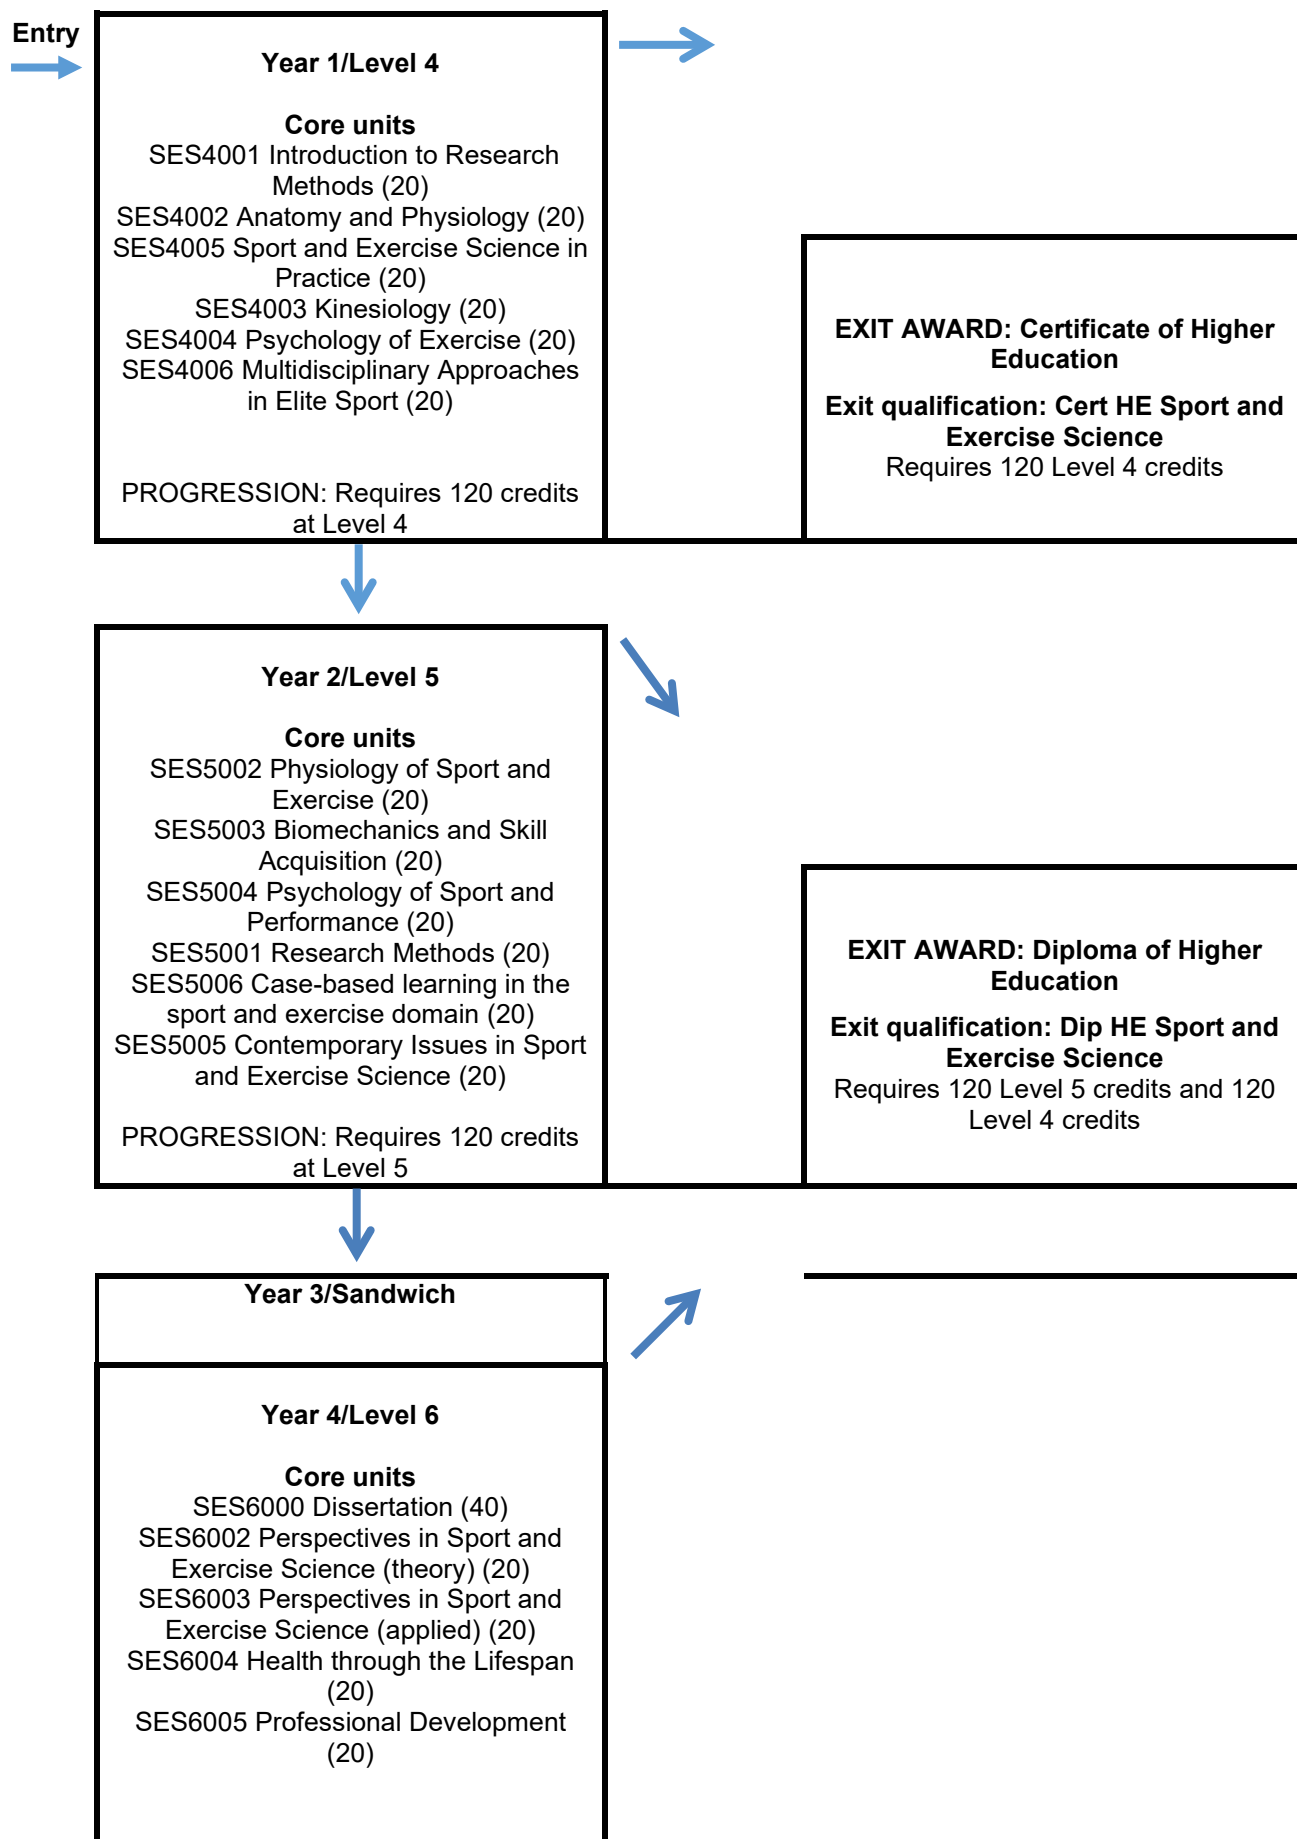 Entry
Year 1/Level 4
Core units
SES4001 Introduction to Research
Methods (20)
SES4002 Anatomy and Physiology (20)
SES4005 Sport and Exercise Science in
Practice (20)
SES4003 Kinesiology (20)
SES4004 Psychology of Exercise (20)
SES4006 Multidisciplinary Approaches
in Elite Sport (20)
PROGRESSION: Requires 120 credits
at Level 4
EXIT AWARD: Certificate of Higher
Education
Exit qualification: Cert HE Sport and
Exercise Science
Requires 120 Level 4 credits
Year 2/Level 5
Core units
SES5002 Physiology of Sport and
Exercise (20)
SES5003 Biomechanics and Skill
Acquisition (20)
SES5004 Psychology of Sport and
Performance (20)
SES5001 Research Methods (20)
SES5006 Case-based learning in the
sport and exercise domain (20)
SES5005 Contemporary Issues in Sport
and Exercise Science (20)
PROGRESSION: Requires 120 credits
at Level 5
EXIT AWARD: Diploma of Higher
Education
Exit qualification: Dip HE Sport and
Exercise Science
Requires 120 Level 5 credits and 120
Level 4 credits
Year 3/Sandwich
Year 4/Level 6
Core units
SES6000 Dissertation (40)
SES6002 Perspectives in Sport and
Exercise Science (theory) (20)
SES6003 Perspectives in Sport and
Exercise Science (applied) (20)
SES6004 Health through the Lifespan
(20)
SES6005 Professional Development
(20)